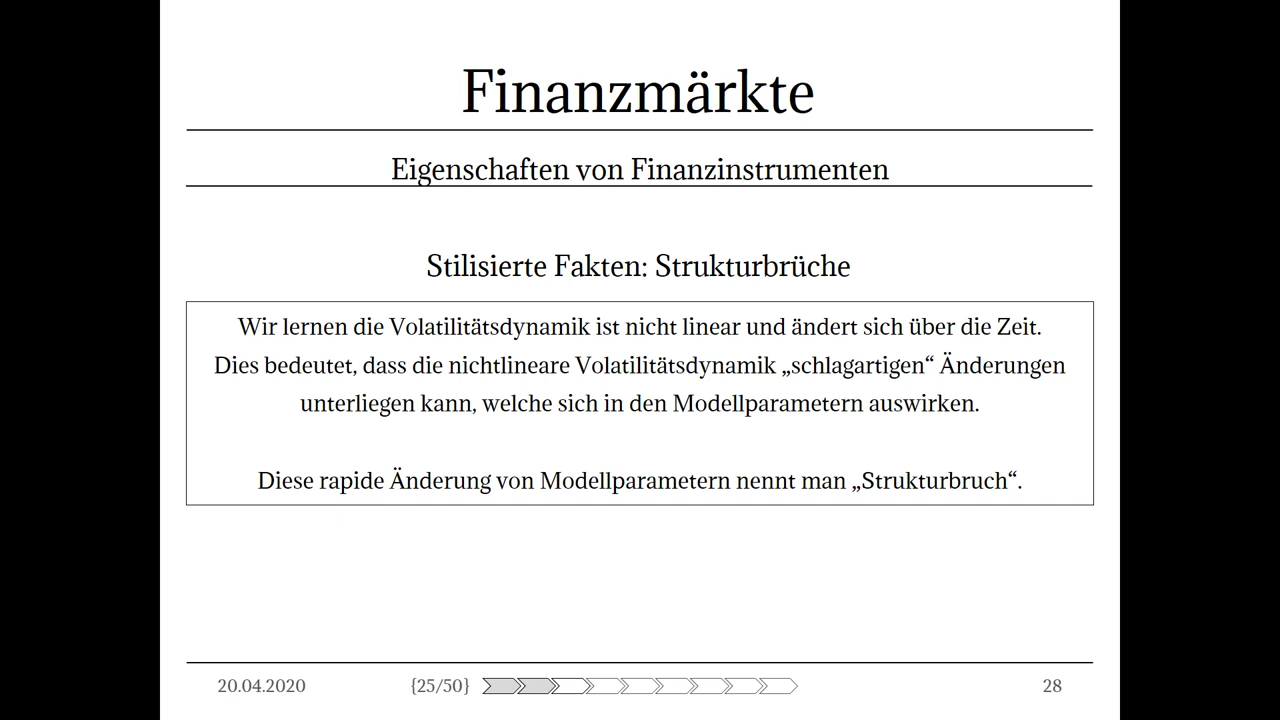 Finanzmärkte
Eigenschaften von Finanzinstrumenten
Stilisierte Fakten: Strukturbrüche
Wir lernen die Volatilitätsdynamik ist nicht linear und ändert sich über die Zeit.
Dies bedeutet, dass die nichtlineare Volatilitätsdynamik „schlagartigen“ Änderungen
unterliegen kann, welche sich in den Modellparametern auswirken.
Diese rapide Änderung von Modellparametern nennt man „Strukturbruch“.
20.04.2020 {25/50} 28